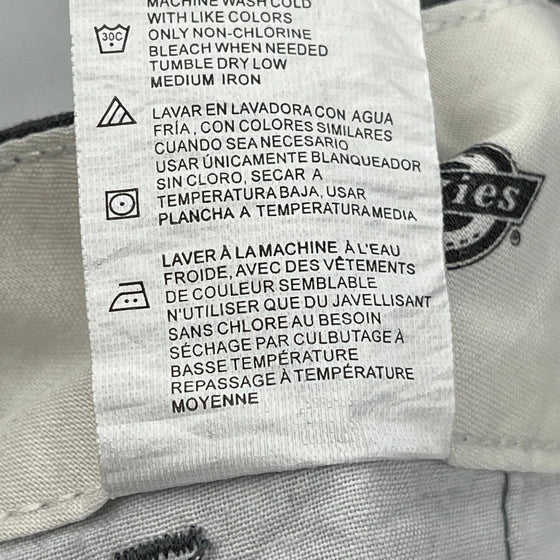 MACHINE WASH COLD
WITH LIKE COLORS
ONLY NON-CHLORINE
BLEACH WHEN NEEDED
TUMBLE DRY LOW
MEDIUM IRON
30C
LAVAR EN LAVADORA CON AGUA
FRÍA, CON COLORES SIMILARES
CUANDO SEA NECESARIO
USAR ÚNICAMENTE BLANQUEADOR
SIN CLORO, SECAR A
TEMPERATURA BAJA, USAR
PLANCHA A TEMPERATURA MEDIA
LAVER À LA MACHINE À L'EAU
FROIDE, AVEC DES VÊTEMENTS
DE COULEUR SEMBLABLE
N'UTILISER QUE DU JAVELLISANT
SANS CHLORE AU BESOIN
SÉCHAGE PAR CULBUTAGE À
BASSE TEMPÉRATURE
REPASSAGE À TEMPÉRATURE
MOYENNE
ies
®